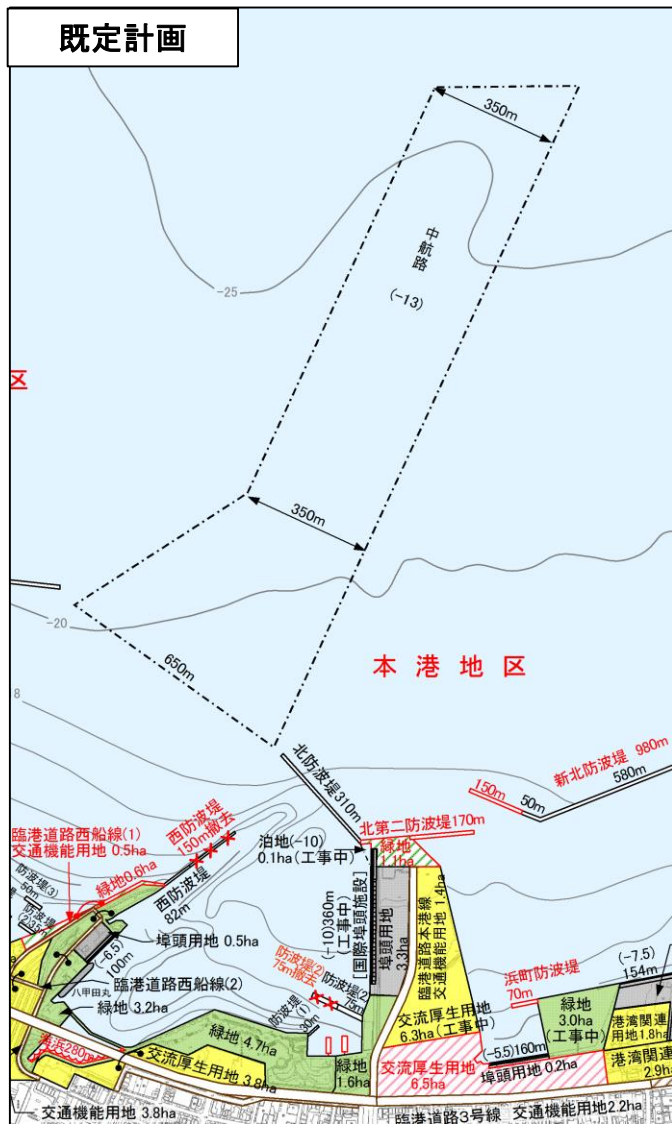 既定計画
350m
中航路
(-13)
-25
区
350m
-20
650m
本港地区
8
北防波堤310m
新北防波堤 980m
580m
150m
50m
北第二防波堤170m
西防波堤
150m撤去
臨港道路西船線(1)
交通機能用地 0.5ha
泊地(-10)
0.1ha(工事中)
緑地
1.1ha
緑地0.6ha
防波堤(3)
50m
西防波堤
82m
(-10)360m
(工事中)
[国際埠頭施設]
埠頭用地
3.3ha
臨港道路本港線
交通機能用地 1.4ha
埠頭用地 0.5ha
(-6.5)
100m
(-7.5)
154m
浜町防波堤
70m
防波堤(2)
75m撤去
臨港道路西船線(2)
八甲田丸
緑地 3.2ha
防波堤(1)
30m
交流厚生用地
6.3ha(工事中)
緑地
3.0ha
(工事中)
港湾関連
用地1.8ha
緑地 4.7ha
(-5.5)160m
280m
交流厚生用地 3.8ha
緑地
1.6ha
交流厚生用地
6.5ha
埠頭用地 0.2ha
港湾関連
2.9ha
交通機能用地 3.8ha
臨港道路3号線 交通機能用地2.2ha